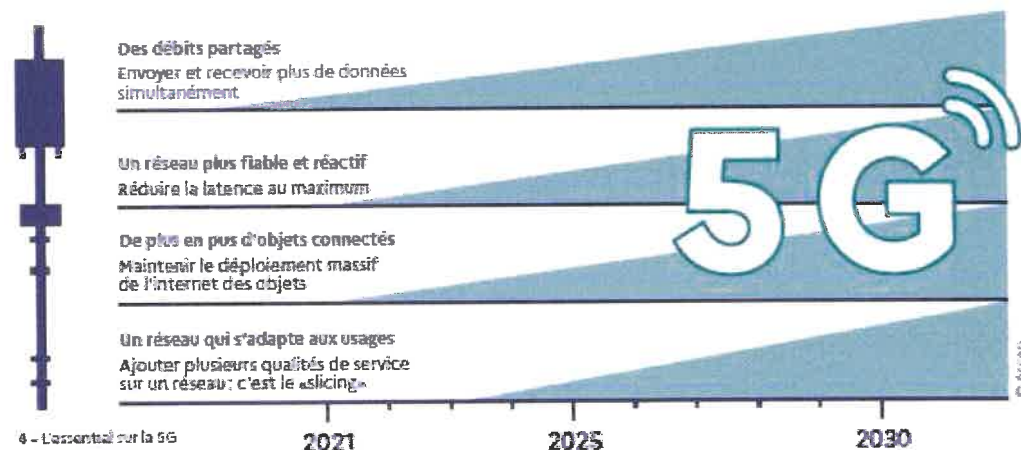 Des débits partagés
Envoyer et recevoir plus de données
simultanément
Un réseau plus fiable et réactif
Réduire la latence au maximum
De plus en pus d'objets connectés
Maintenir le déploiement massif
de l'internet des objets
Un réseau qui s'adapte aux usages
Ajouter plusieurs qualités de service
sur un réseau : c'est le «slicing»
5G
2021
2025
2030
4 - L'essentiel sur la 5G